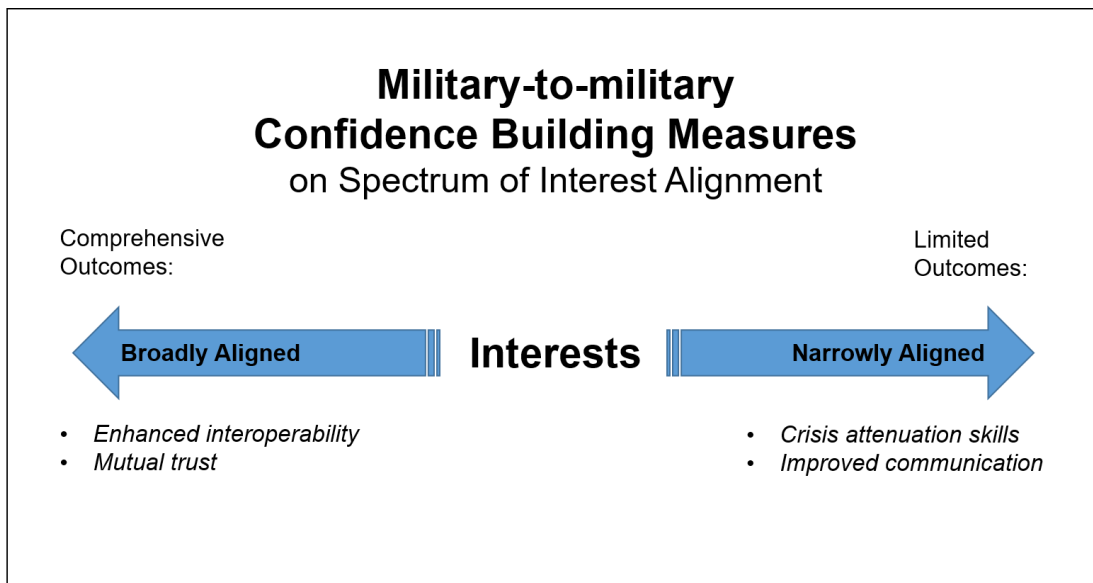 Military-to-military
Confidence Building Measures
on Spectrum of Interest Alignment
Comprehensive
Outcomes:
Limited
Outcomes:
Broadly Aligned
Interests
Narrowly Aligned
• Enhanced interoperability
• Mutual trust
• Crisis attenuation skills
• Improved communication